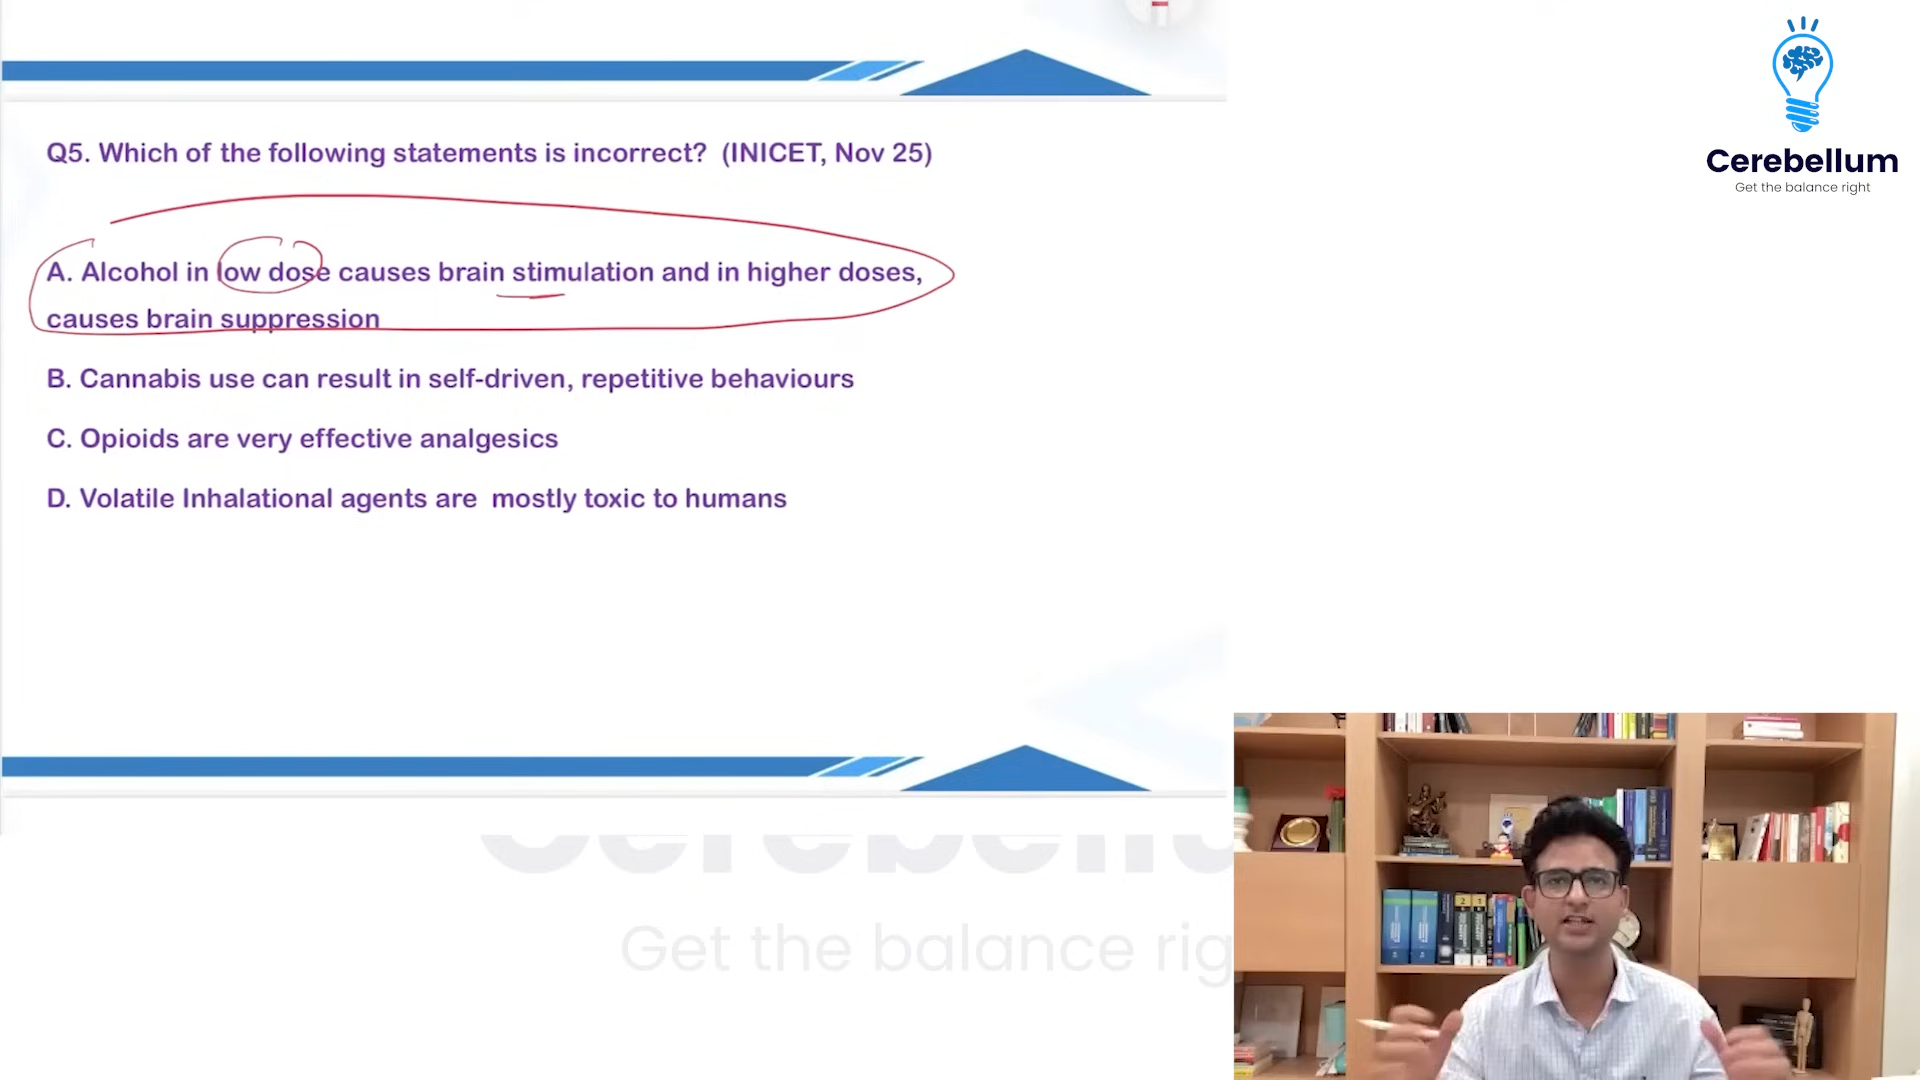 Q5. Which of the following statements is incorrect? (INICET, Nov 25)
A. Alcohol in low dose causes brain stimulation and in higher doses,
causes brain suppression
B. Cannabis use can result in self-driven, repetitive behaviours
C. Opioids are very effective analgesics
D. Volatile Inhalational agents are mostly toxic to humans
Cerebellum
Get the balance right
Get the balance rig